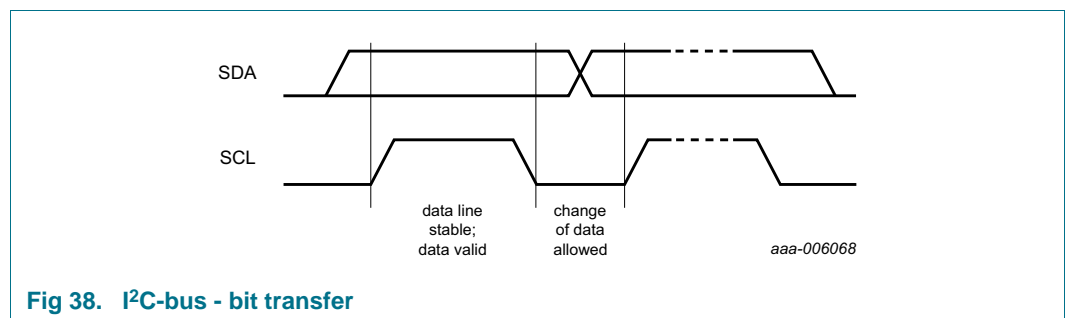 SDA
SCL
data line
stable;
data valid
change
of data
allowed
aaa-006068
Fig 38. I²C-bus - bit transfer